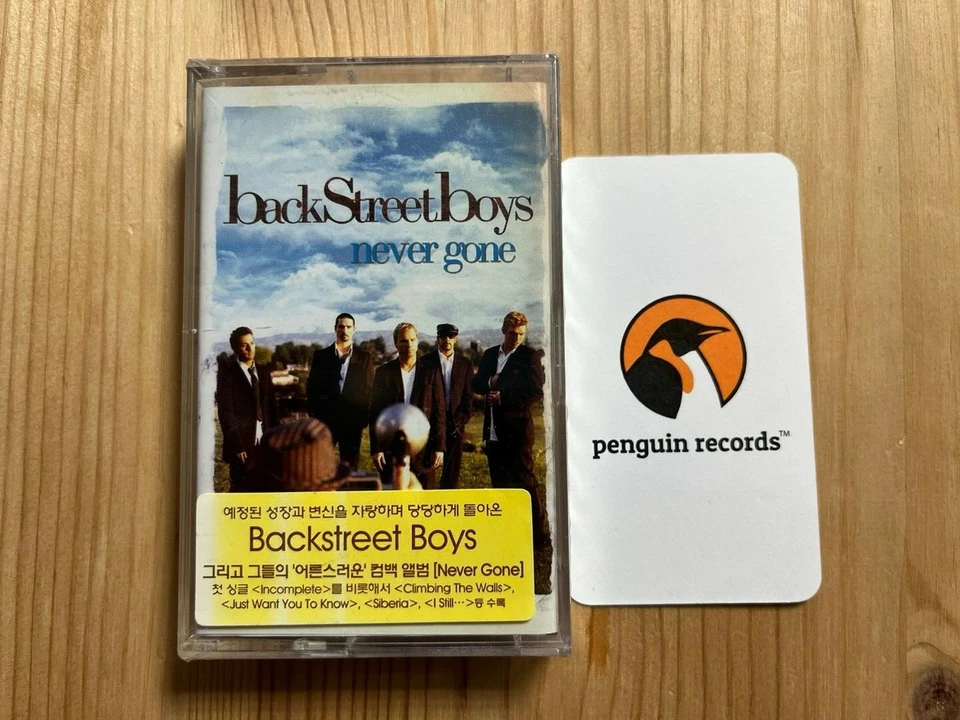 backStreetboys
never gone
예정된 성장과 변신을 자랑하며 당당하게 돌아온
Backstreet Boys
그리고 그들의 '어른스러운' 컴백 앨범 [Never Gone]
첫 싱글 <Incomplete>를 비롯해서 <Climbing The Walls>,
<Just Want You To Know>, <Siberia>, <I Still...>등 수록
penguin records™